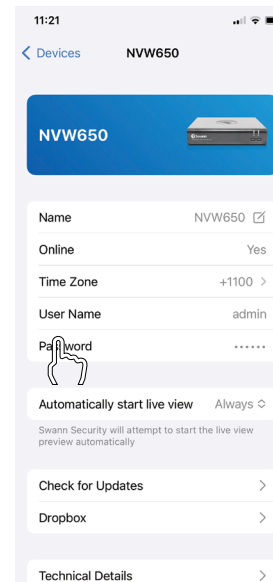 11:21
Devices
NVW650
NVW650
Name NVW650
Online Yes
Time Zone +1100 >
User Name admin
Password ······
Automatically start live view Always
Swann Security will attempt to start the live view
preview automatically
Check for Updates >
Dropbox >
Technical Details >